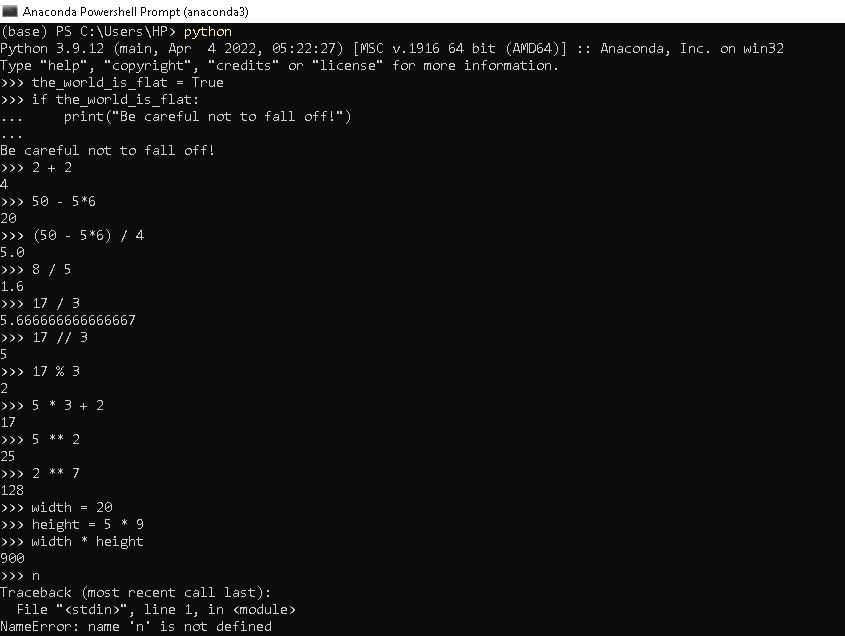 Anaconda Powershell Prompt (anaconda3)
(base) PS C:\Users\HP> python
Python 3.9.12 (main, Apr  4 2022, 05:22:27) [MSC v.1916 64 bit (AMD64)] :: Anaconda, Inc. on win32
Type "help", "copyright", "credits" or "license" for more information.
>>> the_world_is_flat = True
>>> if the_world_is_flat:
...     print("Be careful not to fall off!")
...
Be careful not to fall off!
>>> 2 + 2
4
>>> 50 - 5*6
20
>>> (50 - 5*6) / 4
5.0
>>> 8 / 5
1.6
>>> 17 / 3
5.666666666666667
>>> 17 // 3
5
>>> 17 % 3
2
>>> 5 * 3 + 2
17
>>> 5 ** 2
25
>>> 2 ** 7
128
>>> width = 20
>>> height = 5 * 9
>>> width * height
900
>>> n
Traceback (most recent call last):
  File "<stdin>", line 1, in <module>
NameError: name 'n' is not defined